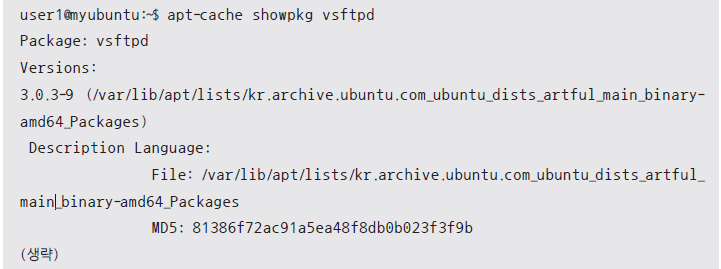 user1@myubuntu:~$ apt-cache showpkg vsftpd
Package: vsftpd
Versions:
3.0.3-9 (/var/lib/apt/lists/kr.archive.ubuntu.com_ubuntu_dists_artful_main_binary-
amd64_Packages)
Description Language:
File: /var/lib/apt/lists/kr.archive.ubuntu.com_ubuntu_dists_artful_
main_binary-amd64_Packages
MD5: 81386f72ac91a5ea48f8db0b023f3f9b
(생략)